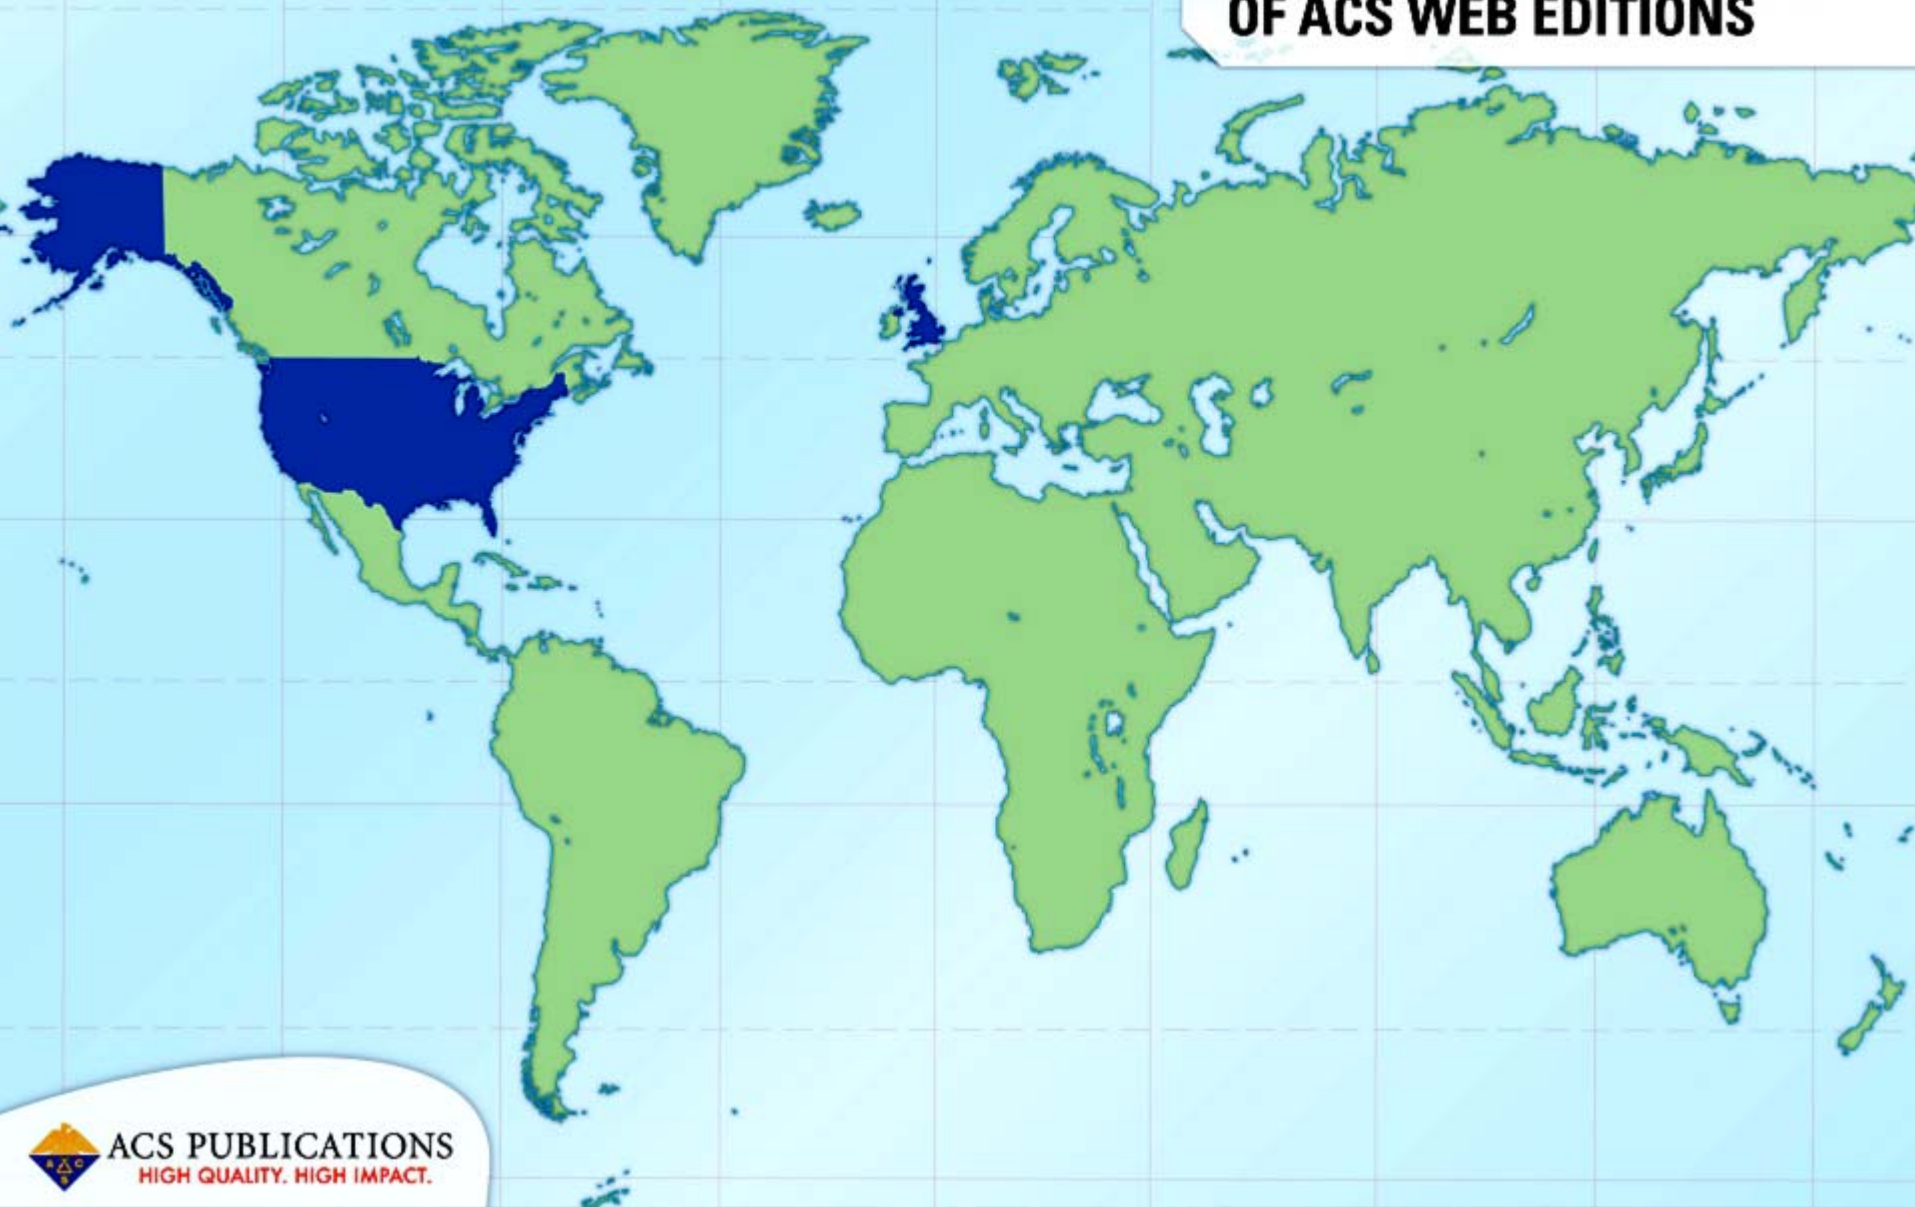 OF ACS WEB EDITIONS
ACS PUBLICATIONS
HIGH QUALITY. HIGH IMPACT.